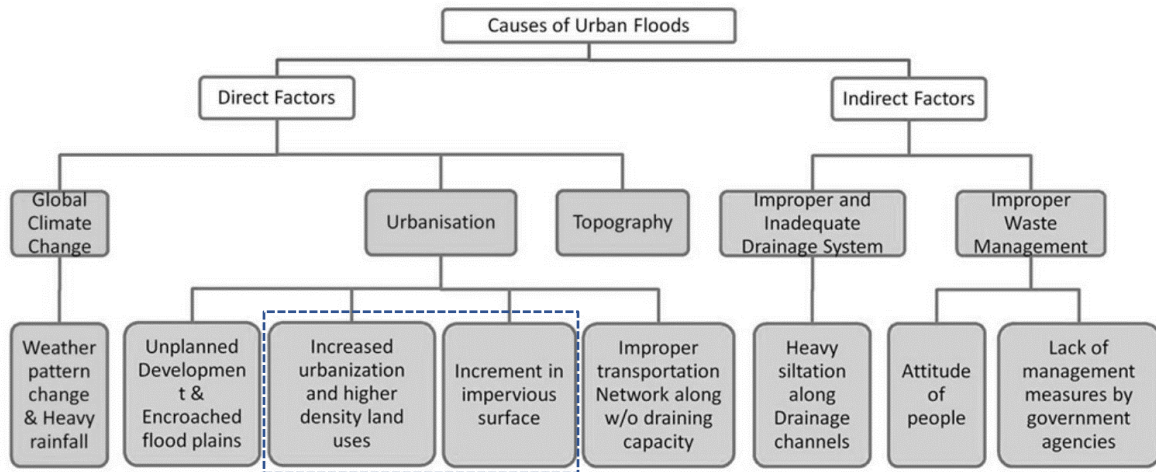 Causes of Urban Floods
Direct Factors
Indirect Factors
Global
Climate
Change
Urbanisation
Topography
Improper and
Inadequate
Drainage System
Improper
Waste
Management
Weather
pattern
change
& Heavy
rainfall
Unplanned
Developmen
t &
Encroached
flood plains
Increased
urbanization
and higher
density land
uses
Increment in
impervious
surface
Improper
transportation
Network along
w/o draining
capacity
Heavy
siltation
along
Drainage
channels
Attitude
of
people
Lack of
management
measures by
government
agencies